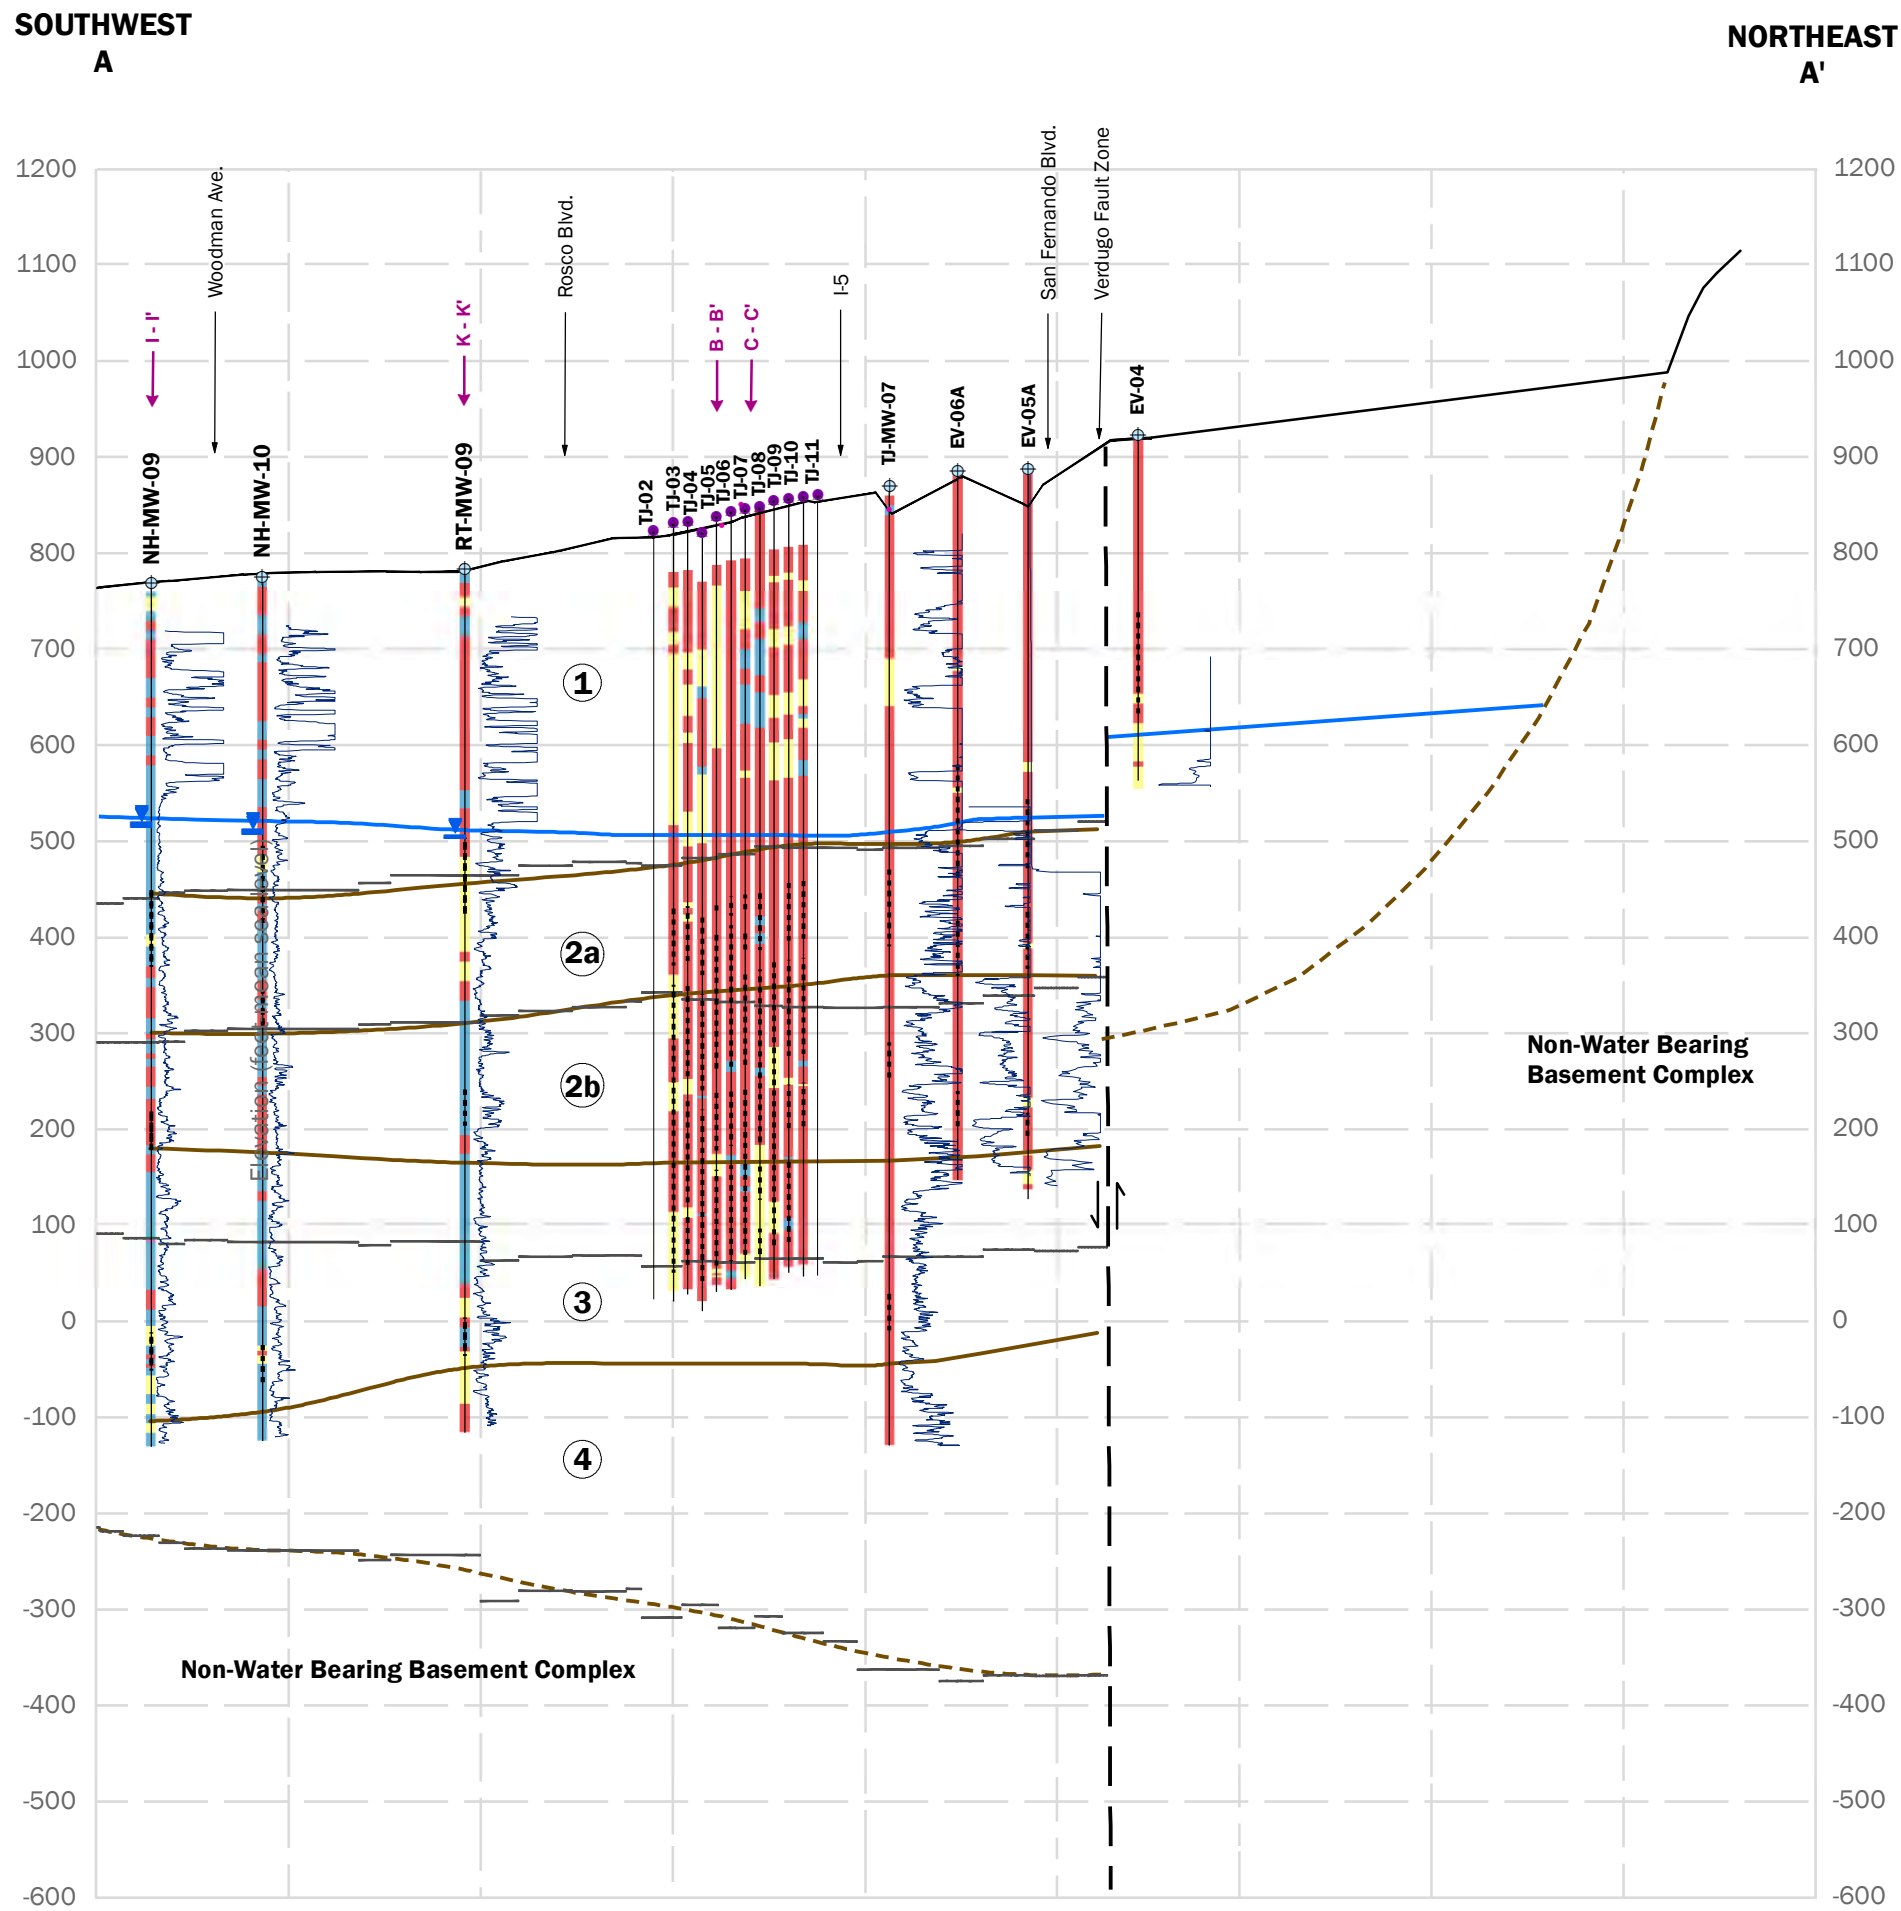 SOUTHWEST
A
NORTHEAST
A'
Woodman Ave.
Rosco Blvd.
I-5
San Fernando Blvd.
Verdugo Fault Zone
I - I'
K - K'
B - B'
C - C'
NH-MW-09
NH-MW-10
RT-MW-09
TJ-02
TJ-03
TJ-04
TJ-05
TJ-06
TJ-07
TJ-08
TJ-09
TJ-10
TJ-11
TJ-MW-07
EV-06A
EV-05A
EV-04
1200
1100
1000
900
800
700
600
500
400
300
200
100
0
-100
-200
-300
-400
-500
-600
Elevation (feet mean sea level)
1
2a
2b
3
4
Non-Water Bearing
Basement Complex
Non-Water Bearing Basement Complex
1200
1100
1000
900
800
700
600
500
400
300
200
100
0
-100
-200
-300
-400
-500
-600